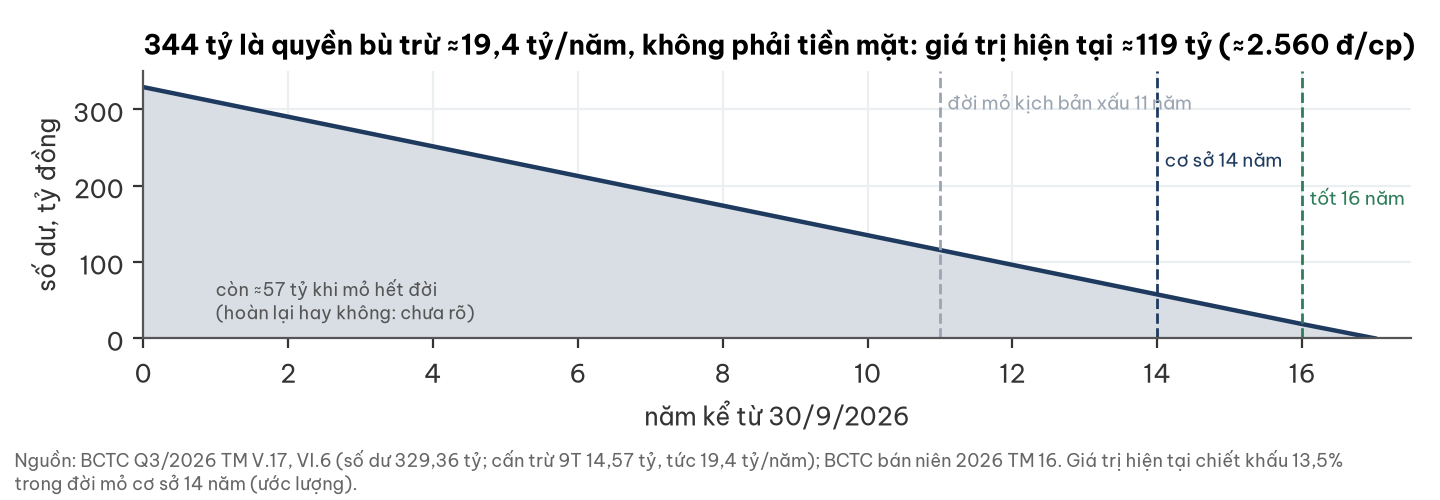 344 tỷ là quyền bù trừ ≈19,4 tỷ/năm, không phải tiền mặt: giá trị hiện tại ≈119 tỷ (≈2.560 đ/cp)
số dư, tỷ đồng
300
200
100
0
đời mỏ kịch bản xấu 11 năm
cơ sở 14 năm
tốt 16 năm
còn ≈57 tỷ khi mỏ hết đời
(hoàn lại hay không: chưa rõ)
0 2 4 6 8 10 12 14 16
năm kể từ 30/9/2026
Nguồn: BCTC Q3/2026 TM V.17, VI.6 (số dư 329,36 tỷ; cấn trừ 9T 14,57 tỷ, tức 19,4 tỷ/năm); BCTC bán niên 2026 TM 16. Giá trị hiện tại chiết khấu 13,5%
trong đời mỏ cơ sở 14 năm (ước lượng).